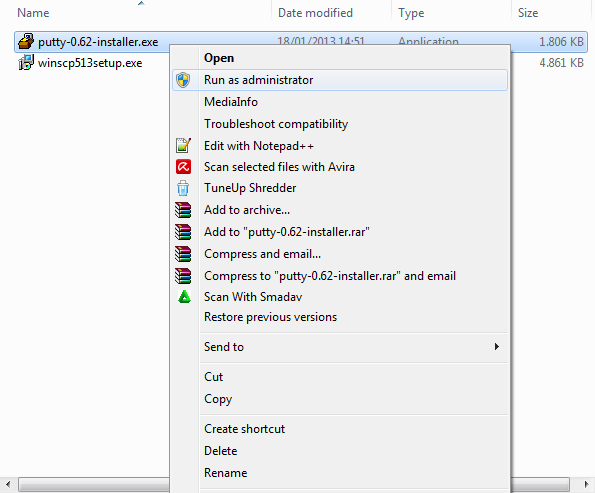 Name Date modified Type Size
putty-0.62-installer.exe 18/01/2013 14:51 Application 1.806 KB
winscp513setup.exe 4.861 KB
Open
Run as administrator
MediaInfo
Troubleshoot compatibility
Edit with Notepad++
Scan selected files with Avira
TuneUp Shredder
Add to archive...
Add to "putty-0.62-installer.rar"
Compress and email...
Compress to "putty-0.62-installer.rar" and email
Scan With Smadav
Restore previous versions
Send to
Cut
Copy
Create shortcut
Delete
Rename